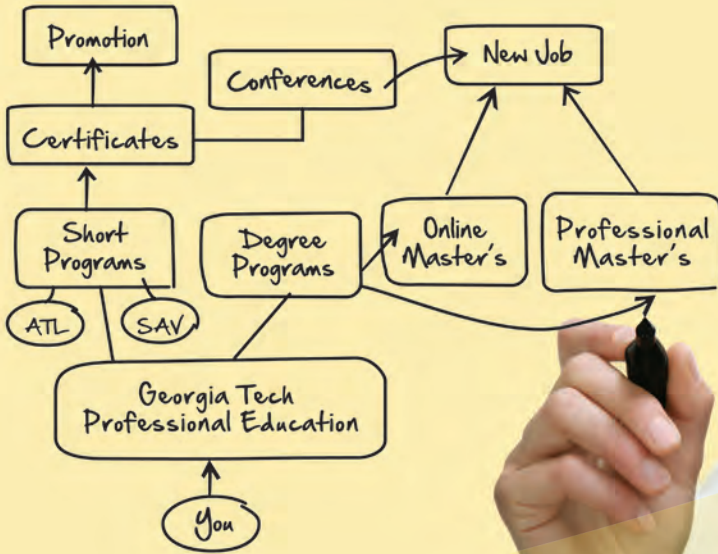 Promotion
Conferences
New Job
Certificates
Short
Programs
Degree
Programs
Online
Master's
Professional
Master's
ATL
SAV
Georgia Tech
Professional Education
You